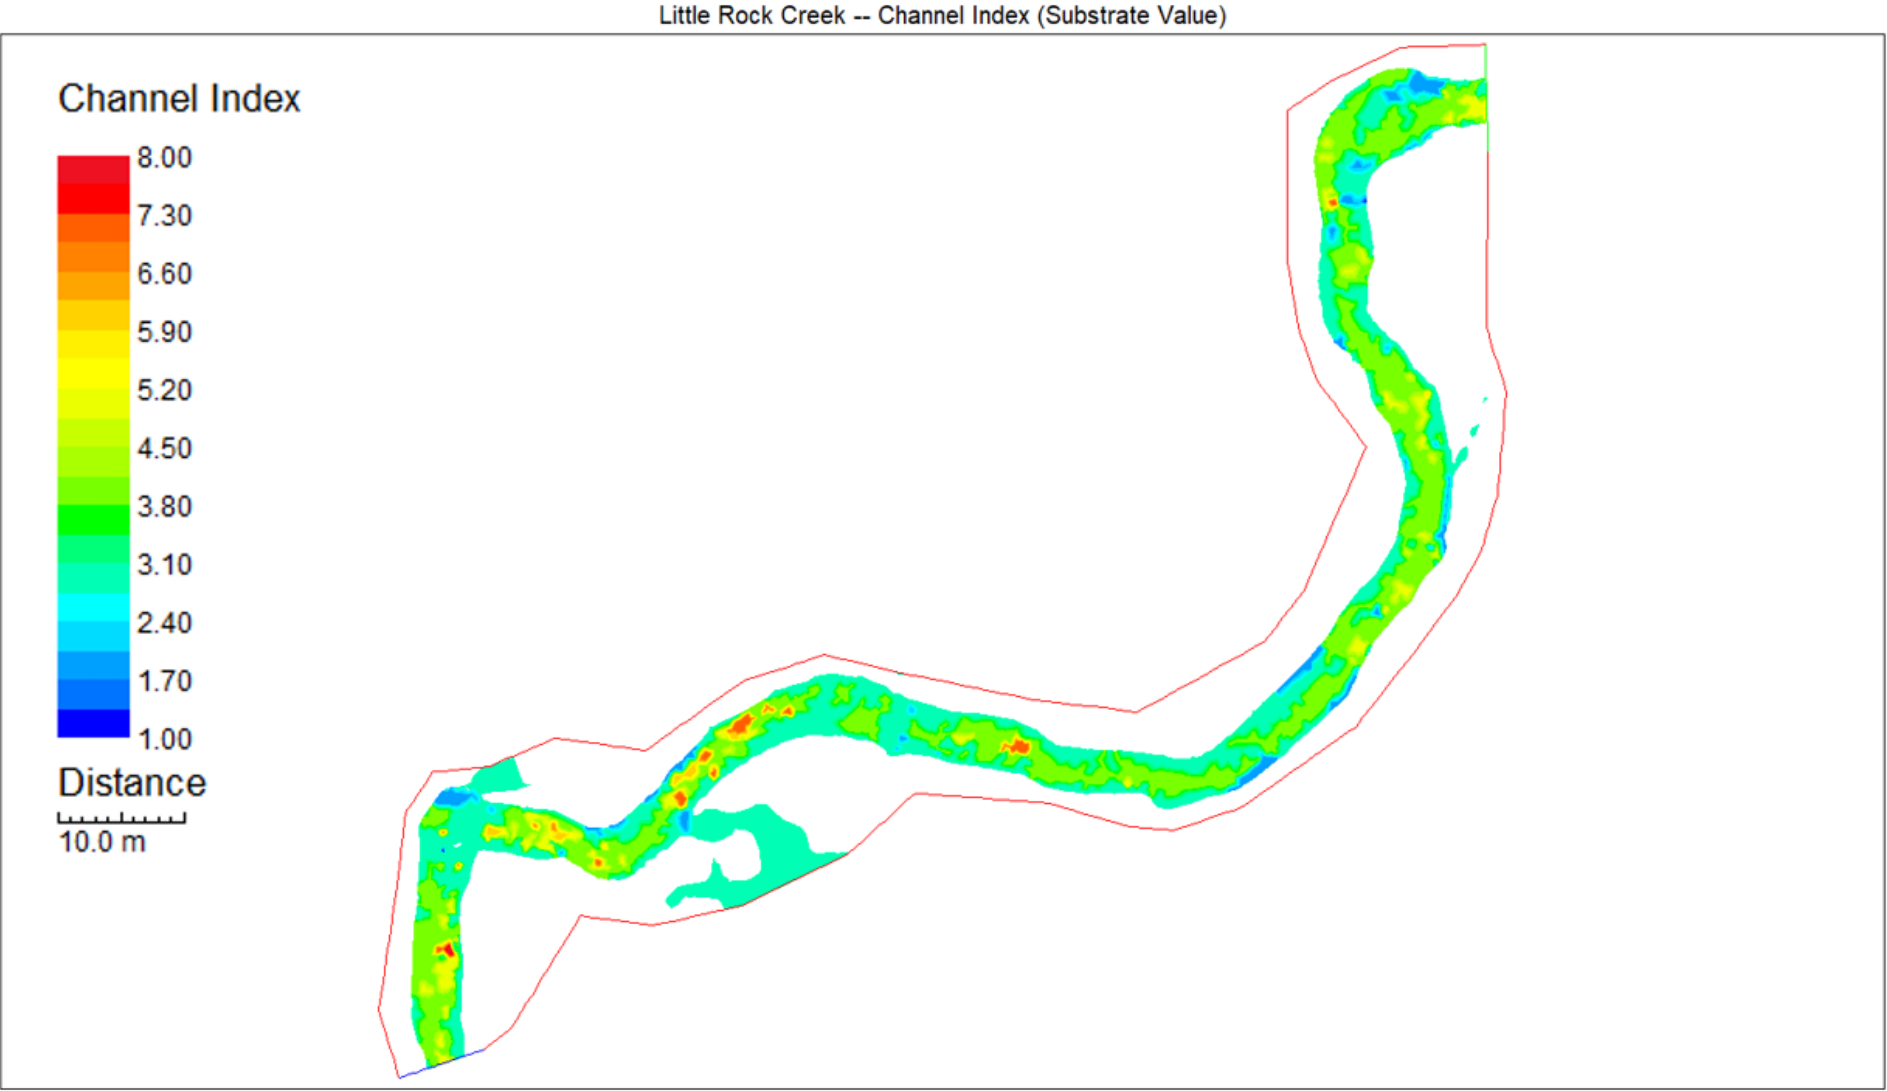 Little Rock Creek -- Channel Index (Substrate Value)
Channel Index
8.00
7.30
6.60
5.90
5.20
4.50
3.80
3.10
2.40
1.70
1.00
Distance
10.0 m